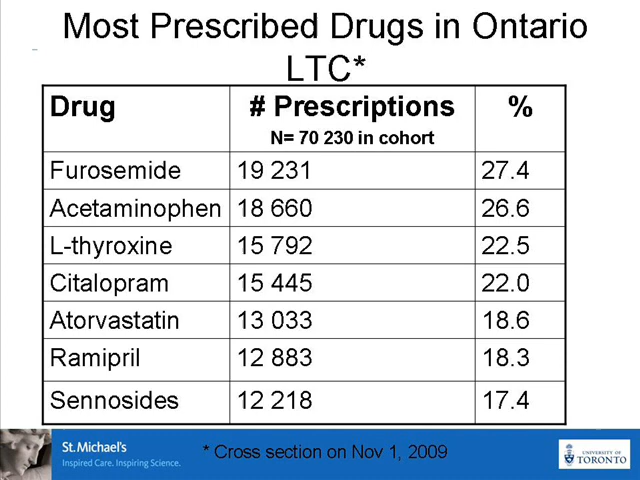 Most Prescribed Drugs in Ontario
LTC*
Drug # Prescriptions %
N= 70 230 in cohort
Furosemide 19 231 27.4
Acetaminophen 18 660 26.6
L-thyroxine 15 792 22.5
Citalopram 15 445 22.0
Atorvastatin 13 033 18.6
Ramipril 12 883 18.3
Sennosides 12 218 17.4
St. Michael's
Inspired Care. Inspiring Science.
* Cross section on Nov 1, 2009
UNIVERSITY OF
TORONTO